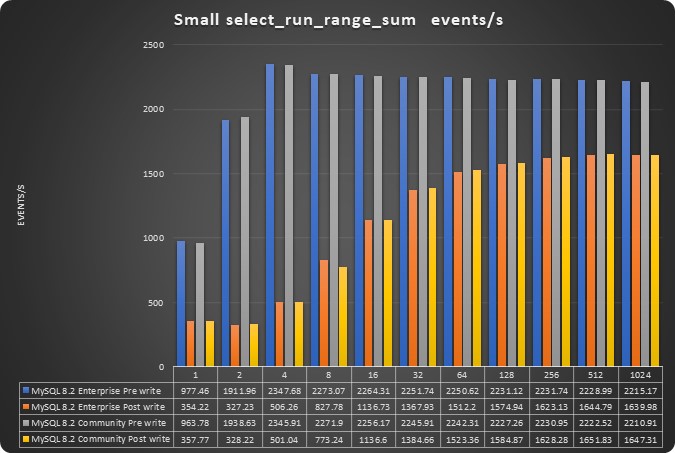 Small select_run_range_sum events/s
2500
2000
1500
1000
500
0
EVENTS/S
1 2 4 8 16 32 64 128 256 512 1024
MySQL 8.2 Enterprise Pre write 977.46 1911.96 2347.68 2273.07 2264.31 2251.74 2250.62 2231.12 2231.74 2228.99 2215.17
MySQL 8.2 Enterprise Post write 354.22 327.23 506.26 827.78 1136.73 1367.93 1512.2 1574.94 1623.13 1644.79 1639.98
MySQL 8.2 Community Pre write 963.78 1938.63 2345.91 2271.9 2256.17 2245.91 2242.31 2227.26 2230.95 2222.52 2210.91
MySQL 8.2 Community Post write 357.77 328.22 501.04 773.24 1136.6 1384.66 1523.36 1584.87 1628.28 1651.83 1647.31